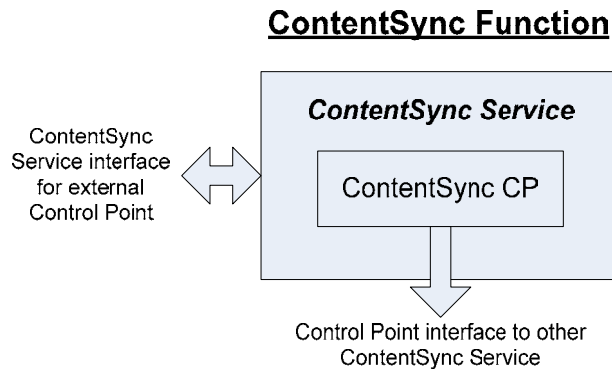 ContentSync Function
ContentSync Service
ContentSync
Service interface
for external
Control Point
ContentSync CP
Control Point interface to other
ContentSync Service